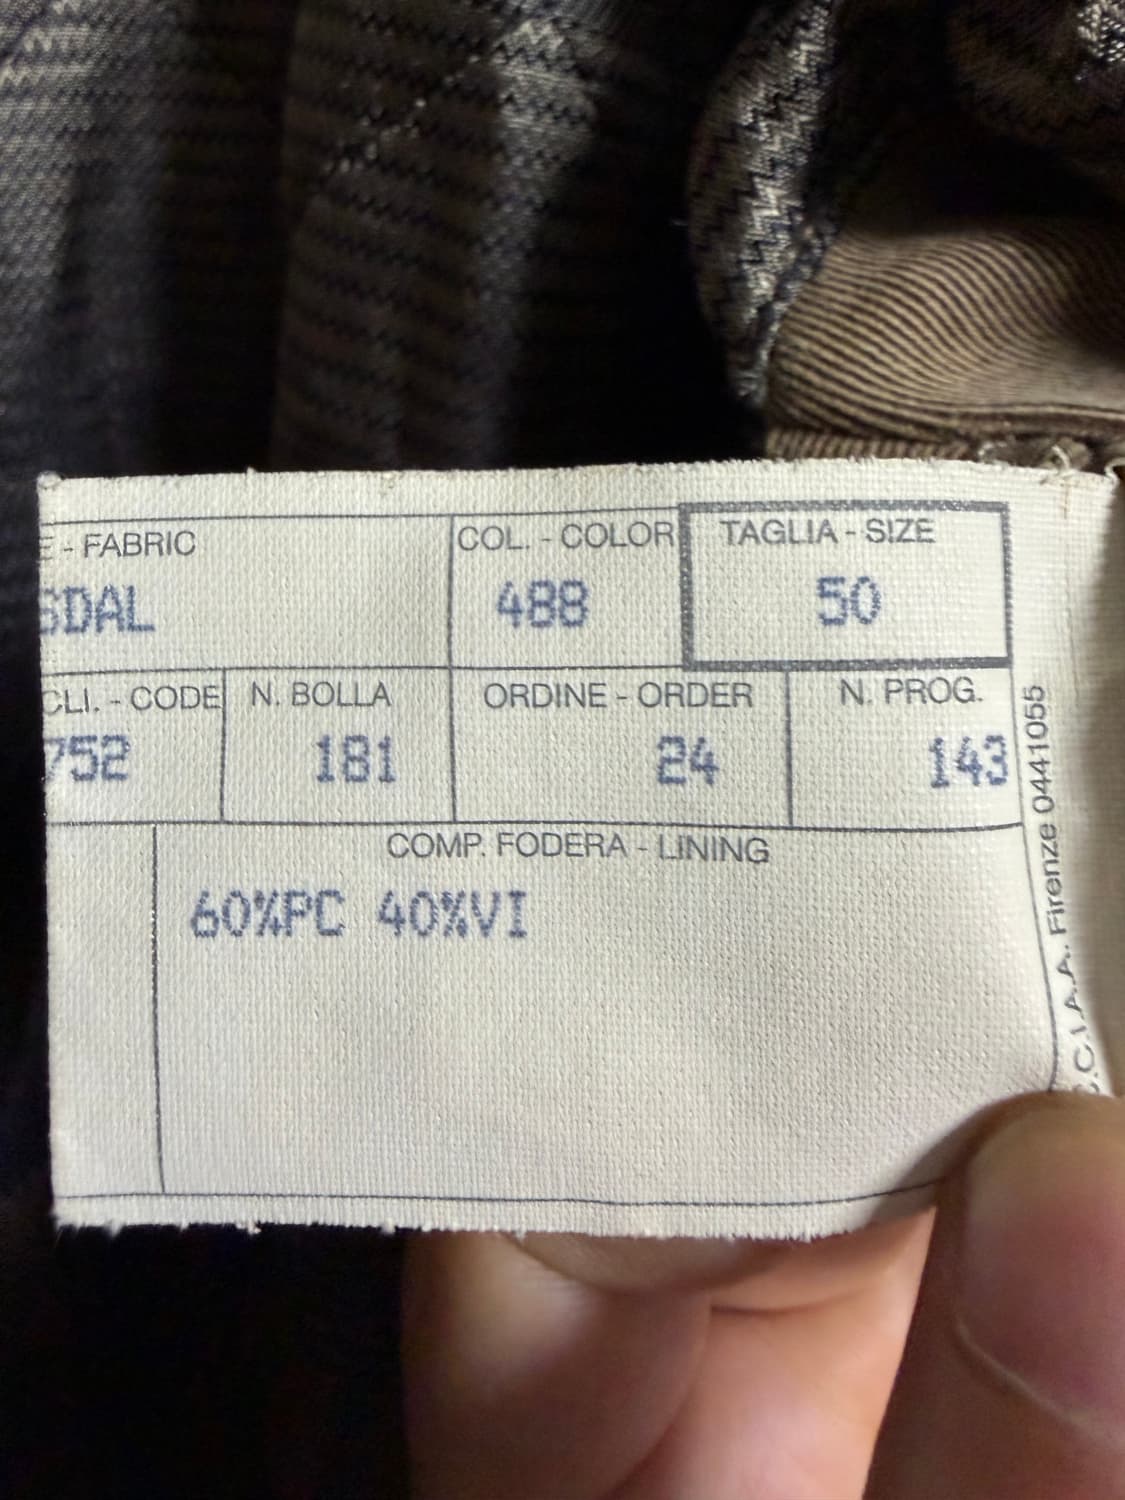 E - FABRIC
SDAL
COL. - COLOR
488
TAGLIA - SIZE
50
CLI. - CODE
752
N. BOLLA
181
ORDINE - ORDER
24
N. PROG.
143
COMP. FODERA - LINING
60%PC 40%VI
C.C.I.A.A. Firenze 0441055